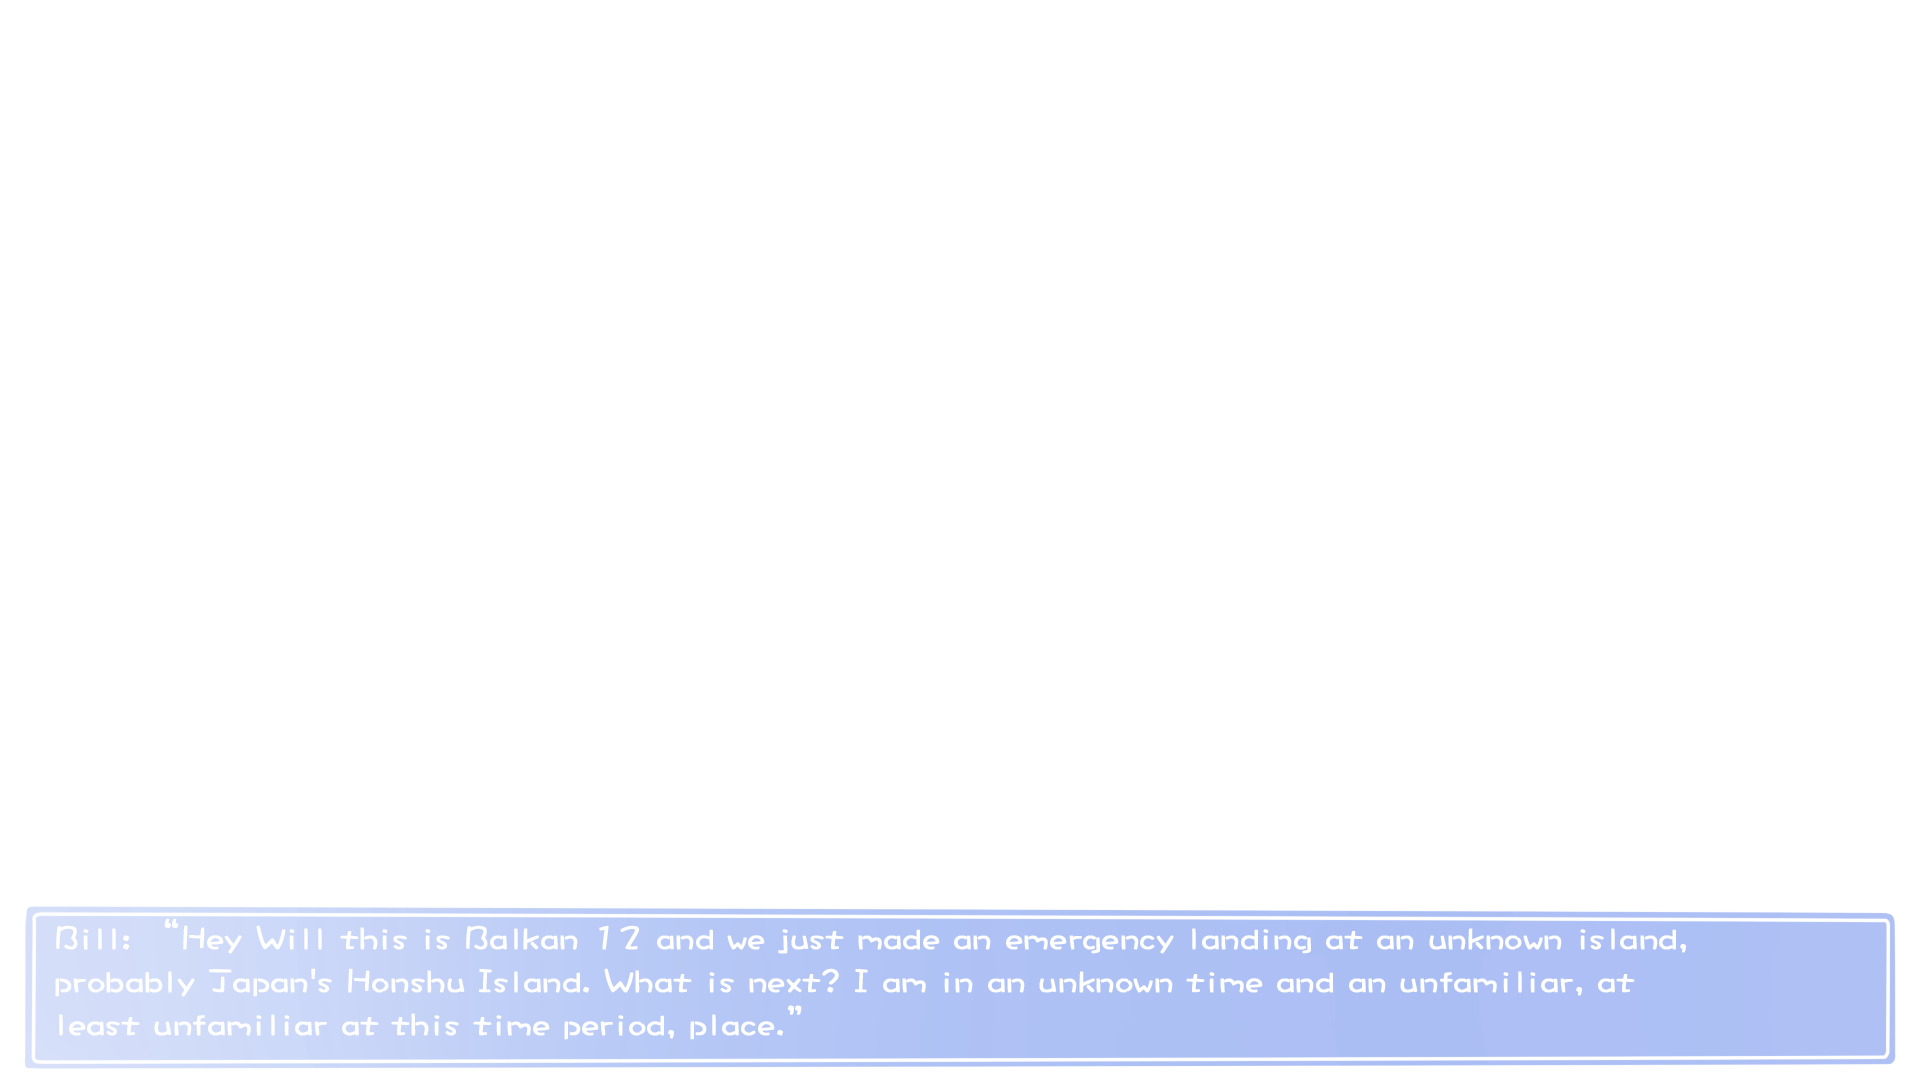 Bill: “Hey Will this is Balkan 12 and we just made an emergency landing at an unknown island,
probably Japan's Honshu Island. What is next? I am in an unknown time and an unfamiliar, at
least unfamiliar at this time period, place.”